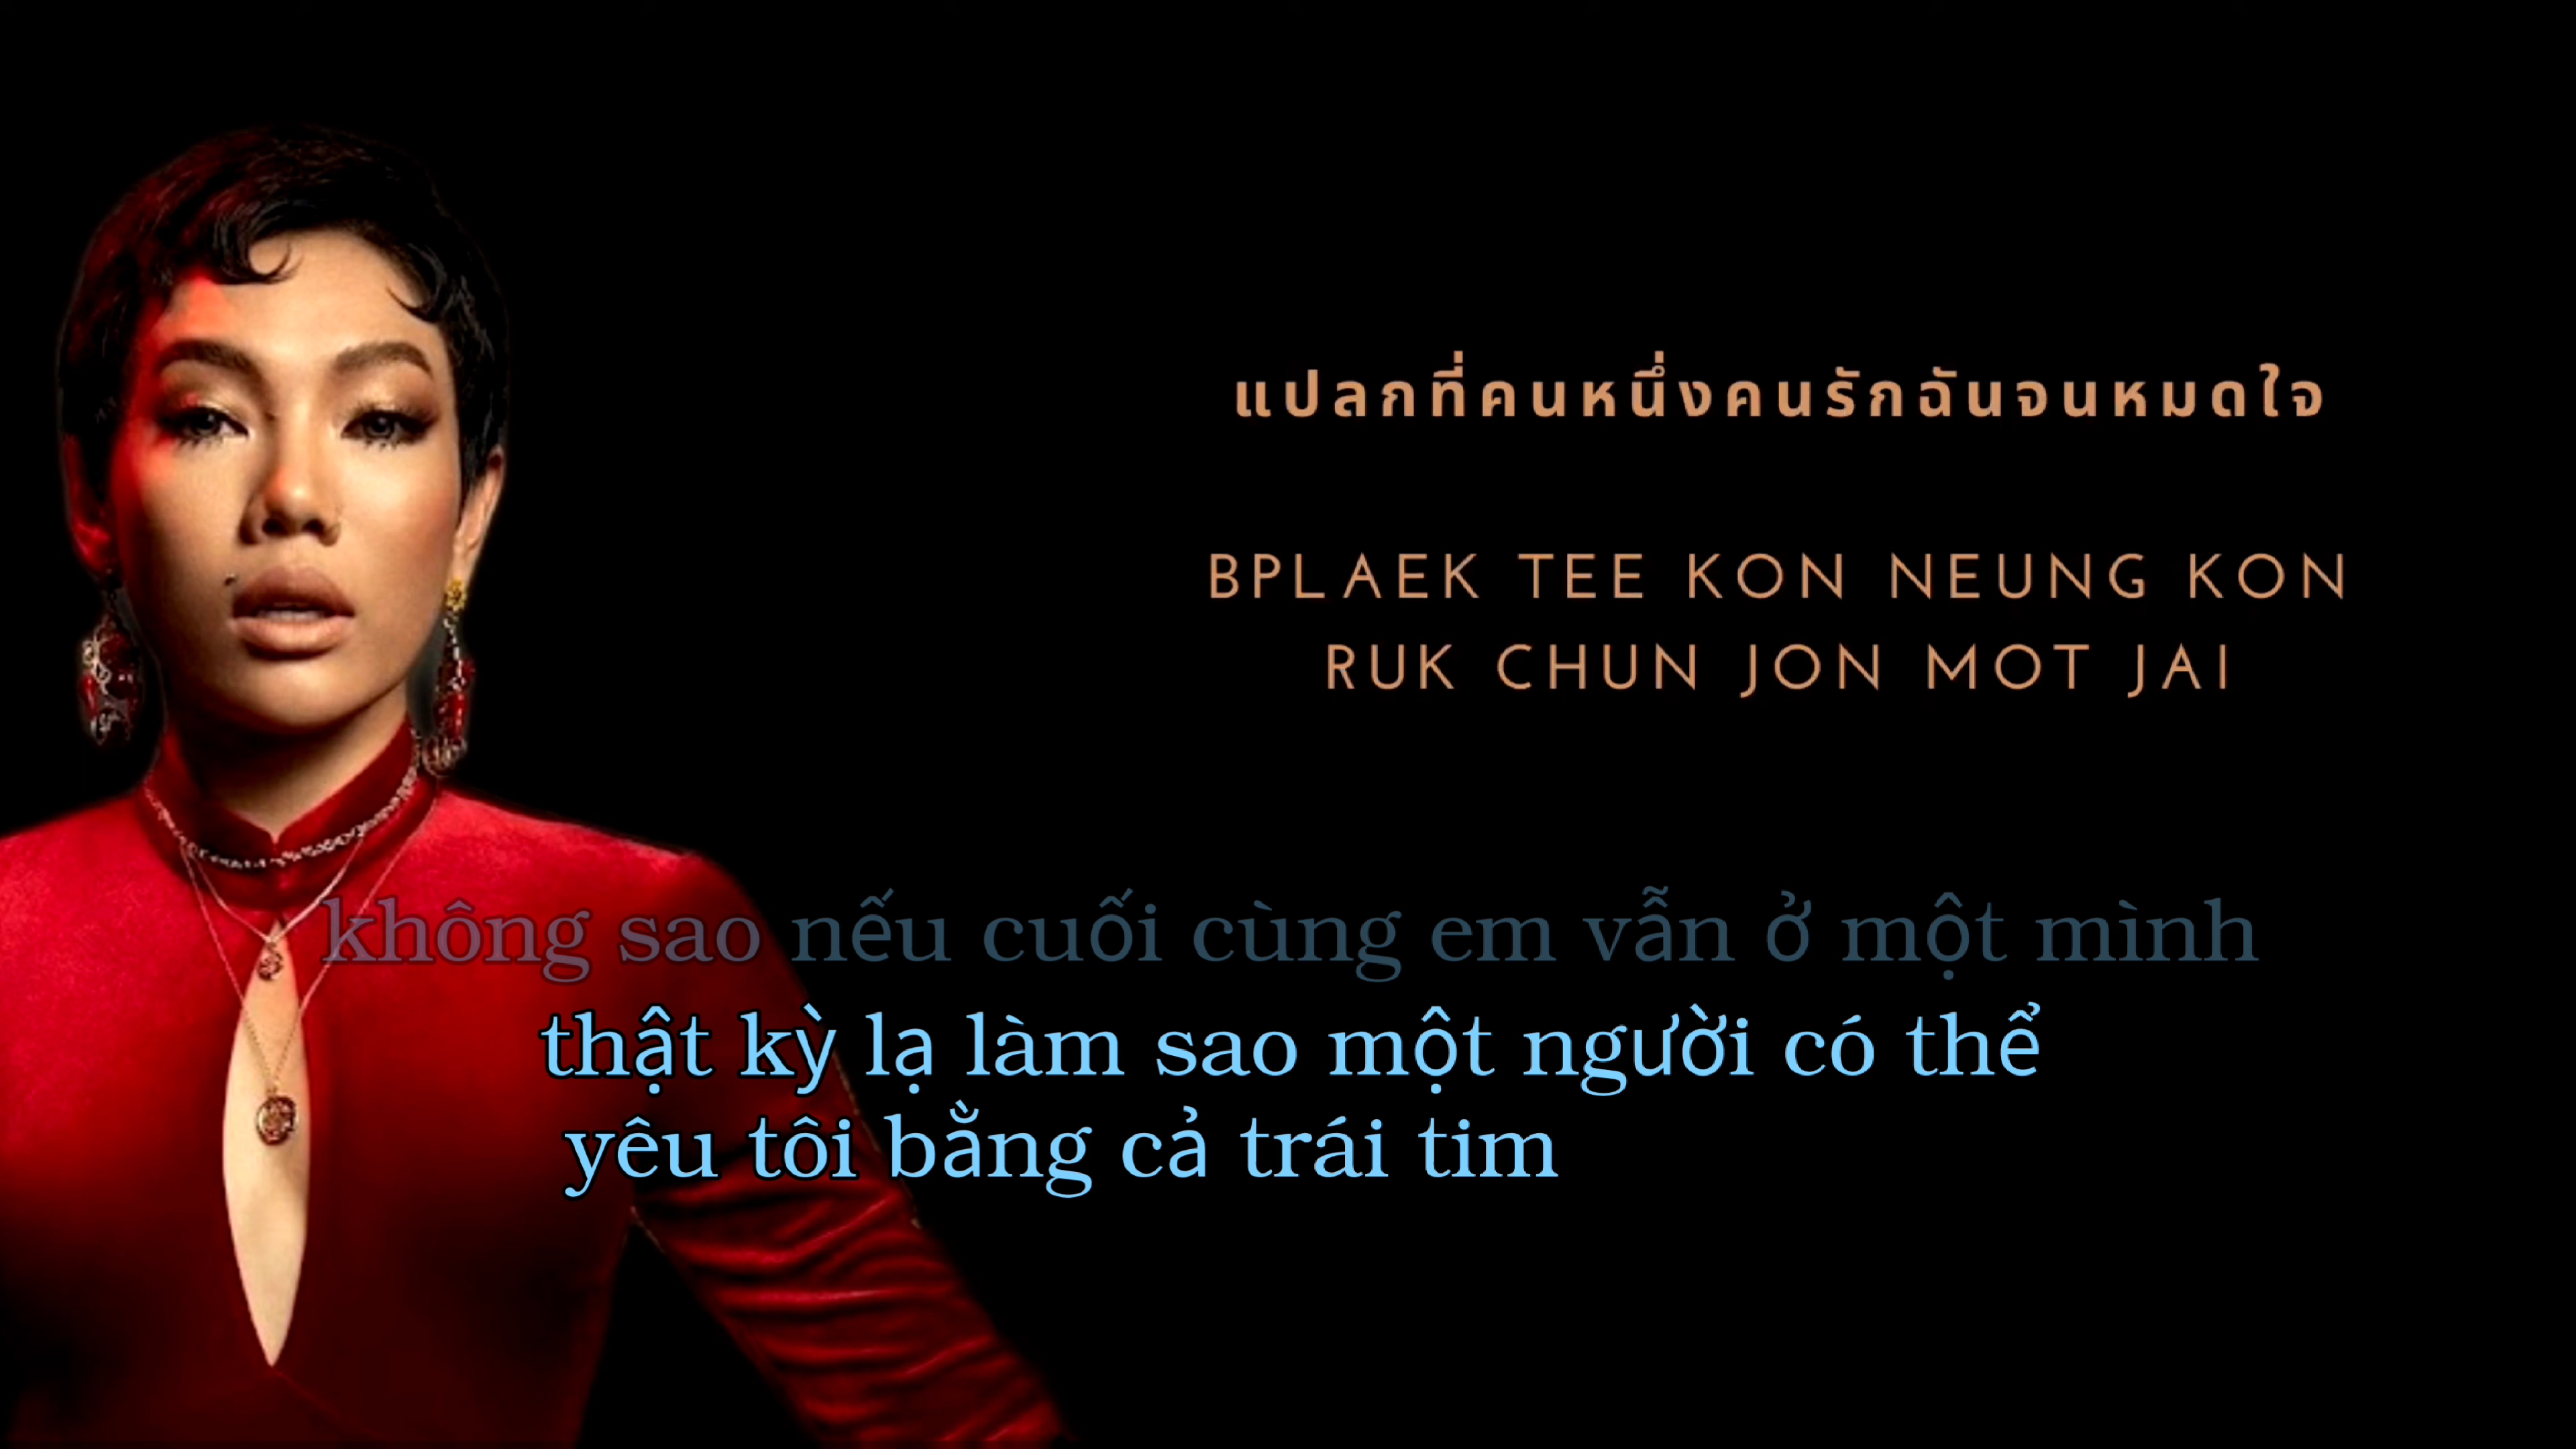 แปลกที่คนหนึ่งคนรักฉันจนหมดใจ
BPLAEK TEE KON NEUNG KON
RUK CHUN JON MOT JAI
không sao nếu cuối cùng em vẫn ở một mình
thật kỳ lạ làm sao một người có thể
yêu tôi bằng cả trái tim